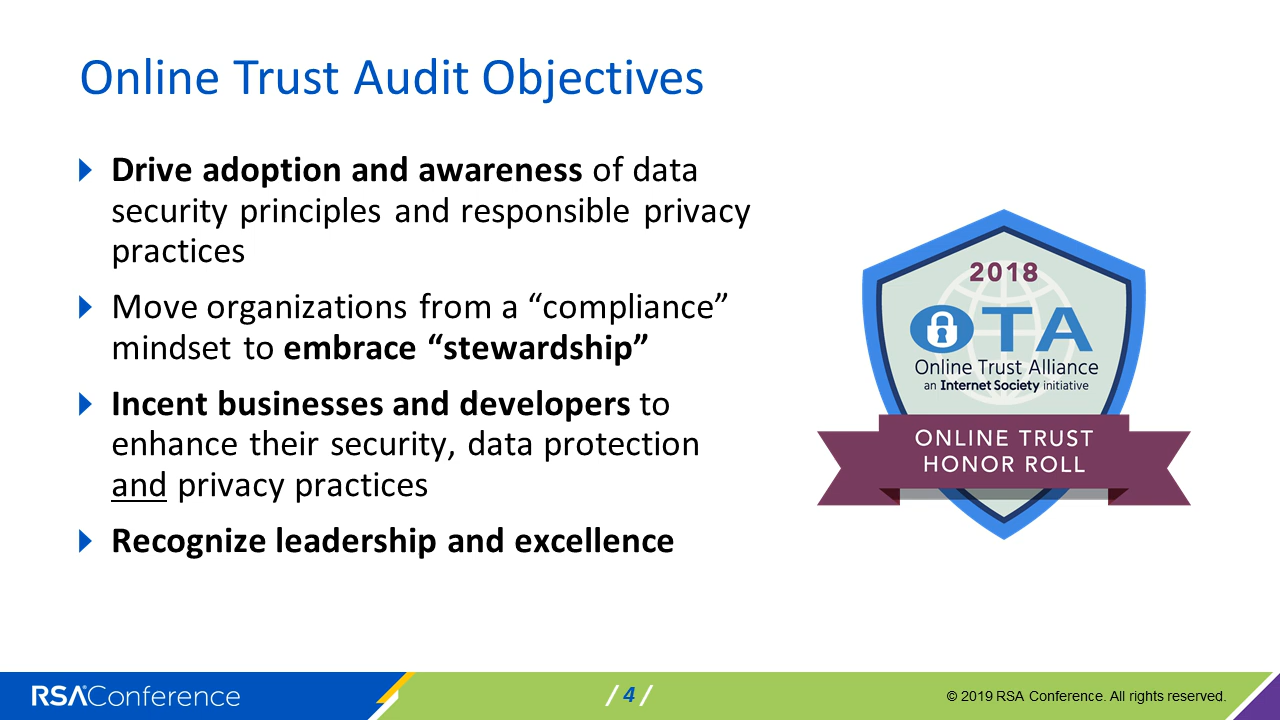 Online Trust Audit Objectives
Drive adoption and awareness of data
security principles and responsible privacy
practices
Move organizations from a “compliance”
mindset to embrace “stewardship”
Incent businesses and developers to
enhance their security, data protection
and privacy practices
Recognize leadership and excellence
2018
OTA
Online Trust Alliance
an Internet Society initiative
ONLINE TRUST
HONOR ROLL
RSAConference
/ 4 /
© 2019 RSA Conference. All rights reserved.